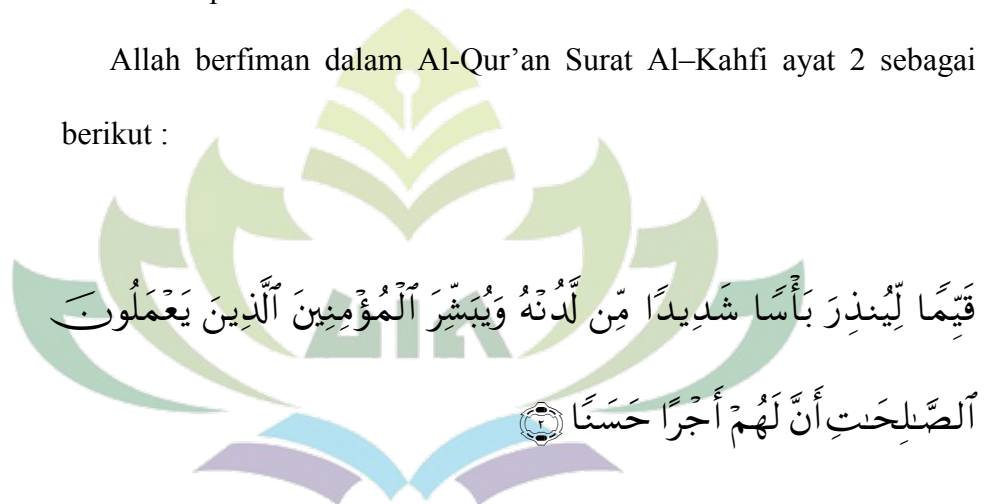 Allah berfiman dalam Al-Qur’an Surat Al–Kahfi ayat 2 sebagai
berikut :
قَيِّمًا لِّيُنذِرَ بَأْسًا شَدِيدًا مِّن لَّدُنْهُ وَيُبَشِّرَ ٱلْمُؤْمِنِينَ ٱلَّذِينَ يَعْمَلُونَ
ٱلصَّـٰلِحَـٰتِ أَنَّ لَهُمْ أَجْرًا حَسَنًا ٢